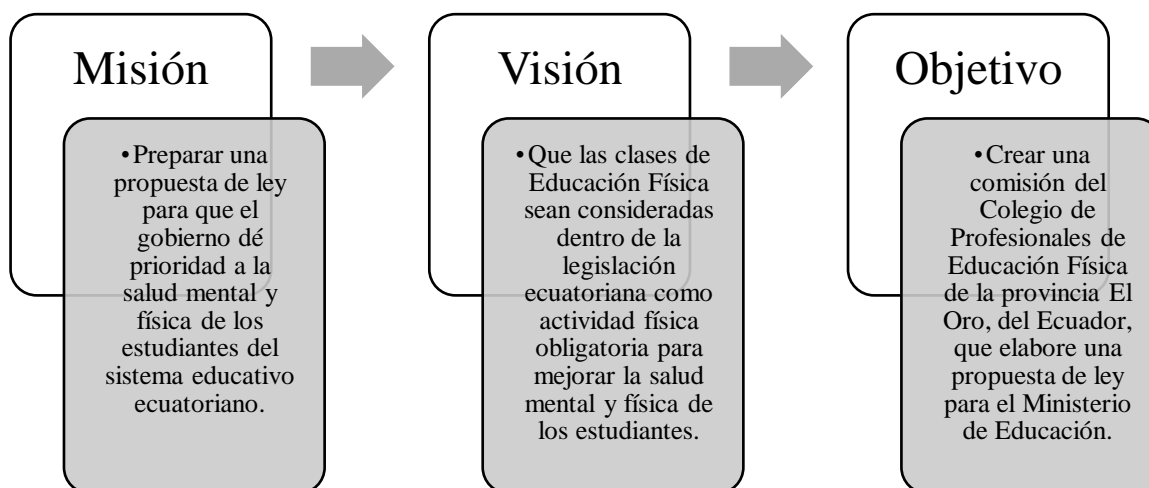 Misión
•Preparar una
propuesta de ley
para que el
gobierno dé
prioridad a la
salud mental y
física de los
estudiantes del
sistema educativo
ecuatoriano.
Visión
•Que las clases de
Educación Física
sean consideradas
dentro de la
legislación
ecuatoriana como
actividad física
obligatoria para
mejorar la salud
mental y física de
los estudiantes.
Objetivo
•Crear una
comisión del
Colegio de
Profesionales de
Educación Física
de la provincia El
Oro, del Ecuador,
que elabore una
propuesta de ley
para el Ministerio
de Educación.